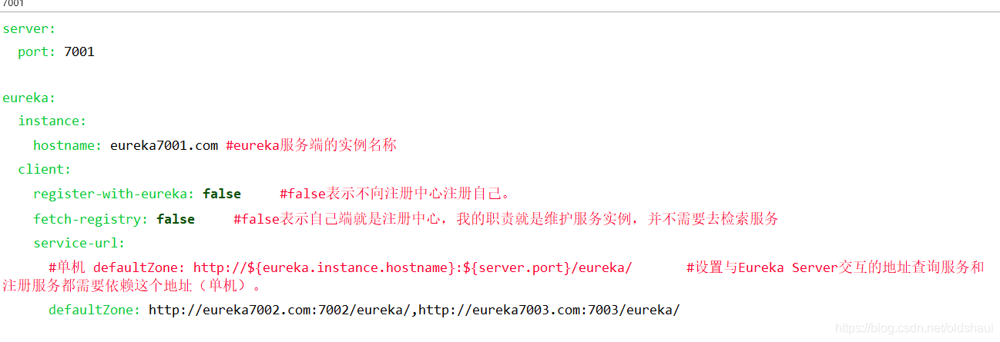 7001
server:
port: 7001
eureka:
instance:
hostname: eureka7001.com #eureka服务端的实例名称
client:
register-with-eureka: false #false表示不向注册中心注册自己。
fetch-registry: false #false表示自己端就是注册中心，我的职责就是维护服务实例，并不需要去检索服务
service-url:
#单机 defaultZone: http://${eureka.instance.hostname}:${server.port}/eureka/ #设置与Eureka Server交互的地址查询服务和
注册服务都需要依赖这个地址（单机）。
defaultZone: http://eureka7002.com:7002/eureka/,http://eureka7003.com:7003/eureka/
https://blog.csdn.net/oldshaui